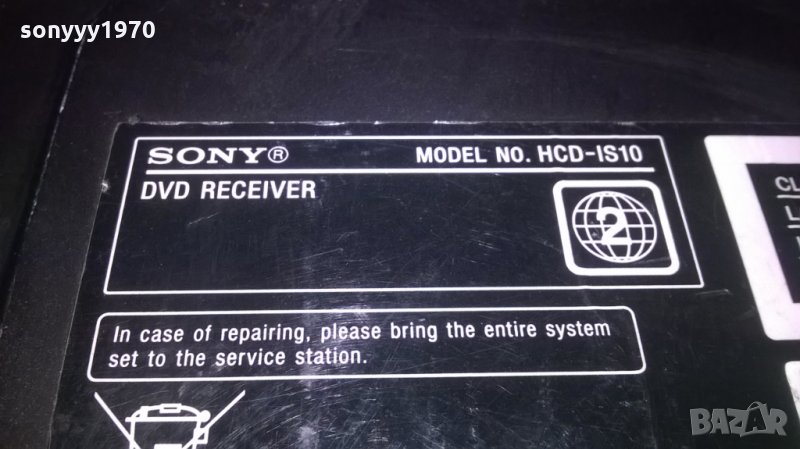 sonyyy1970
SONY®
MODEL NO. HCD-IS10
DVD RECEIVER
2
In case of repairing, please bring the entire system
set to the service station.
CL
BAZAR